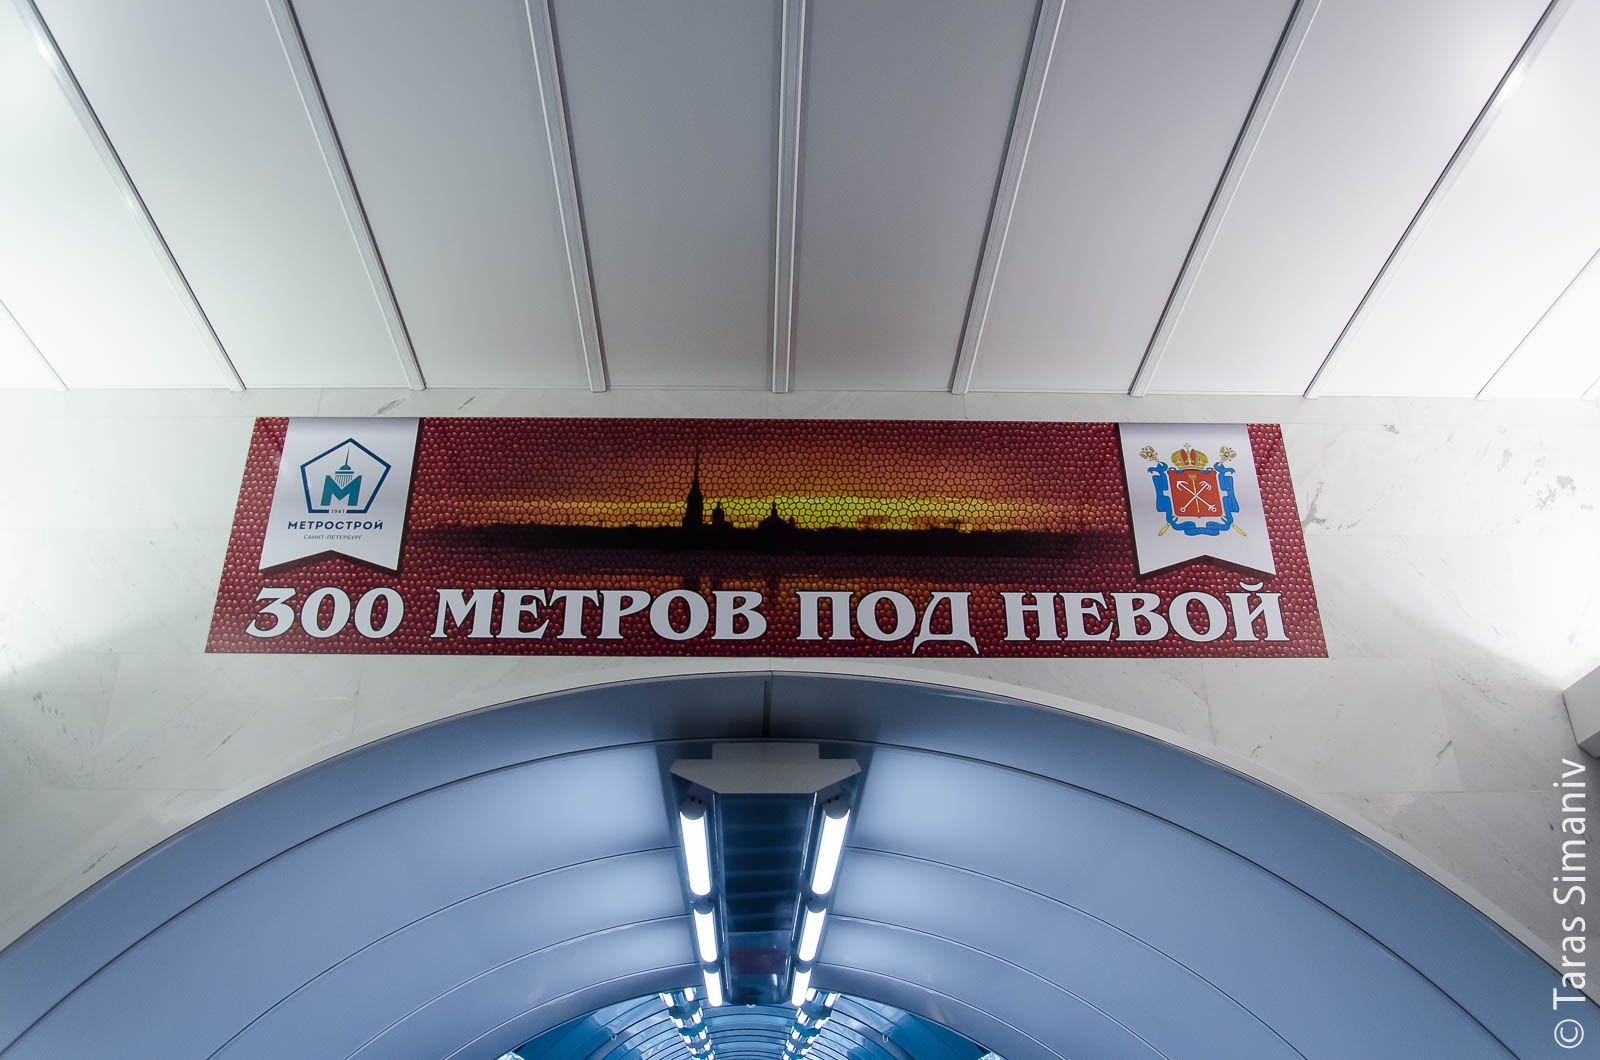 М
1941
МЕТРОСТРОЙ
САНКТ-ПЕТЕРБУРГ
300 МЕТРОВ ПОД НЕВОЙ
© Taras Simaniv